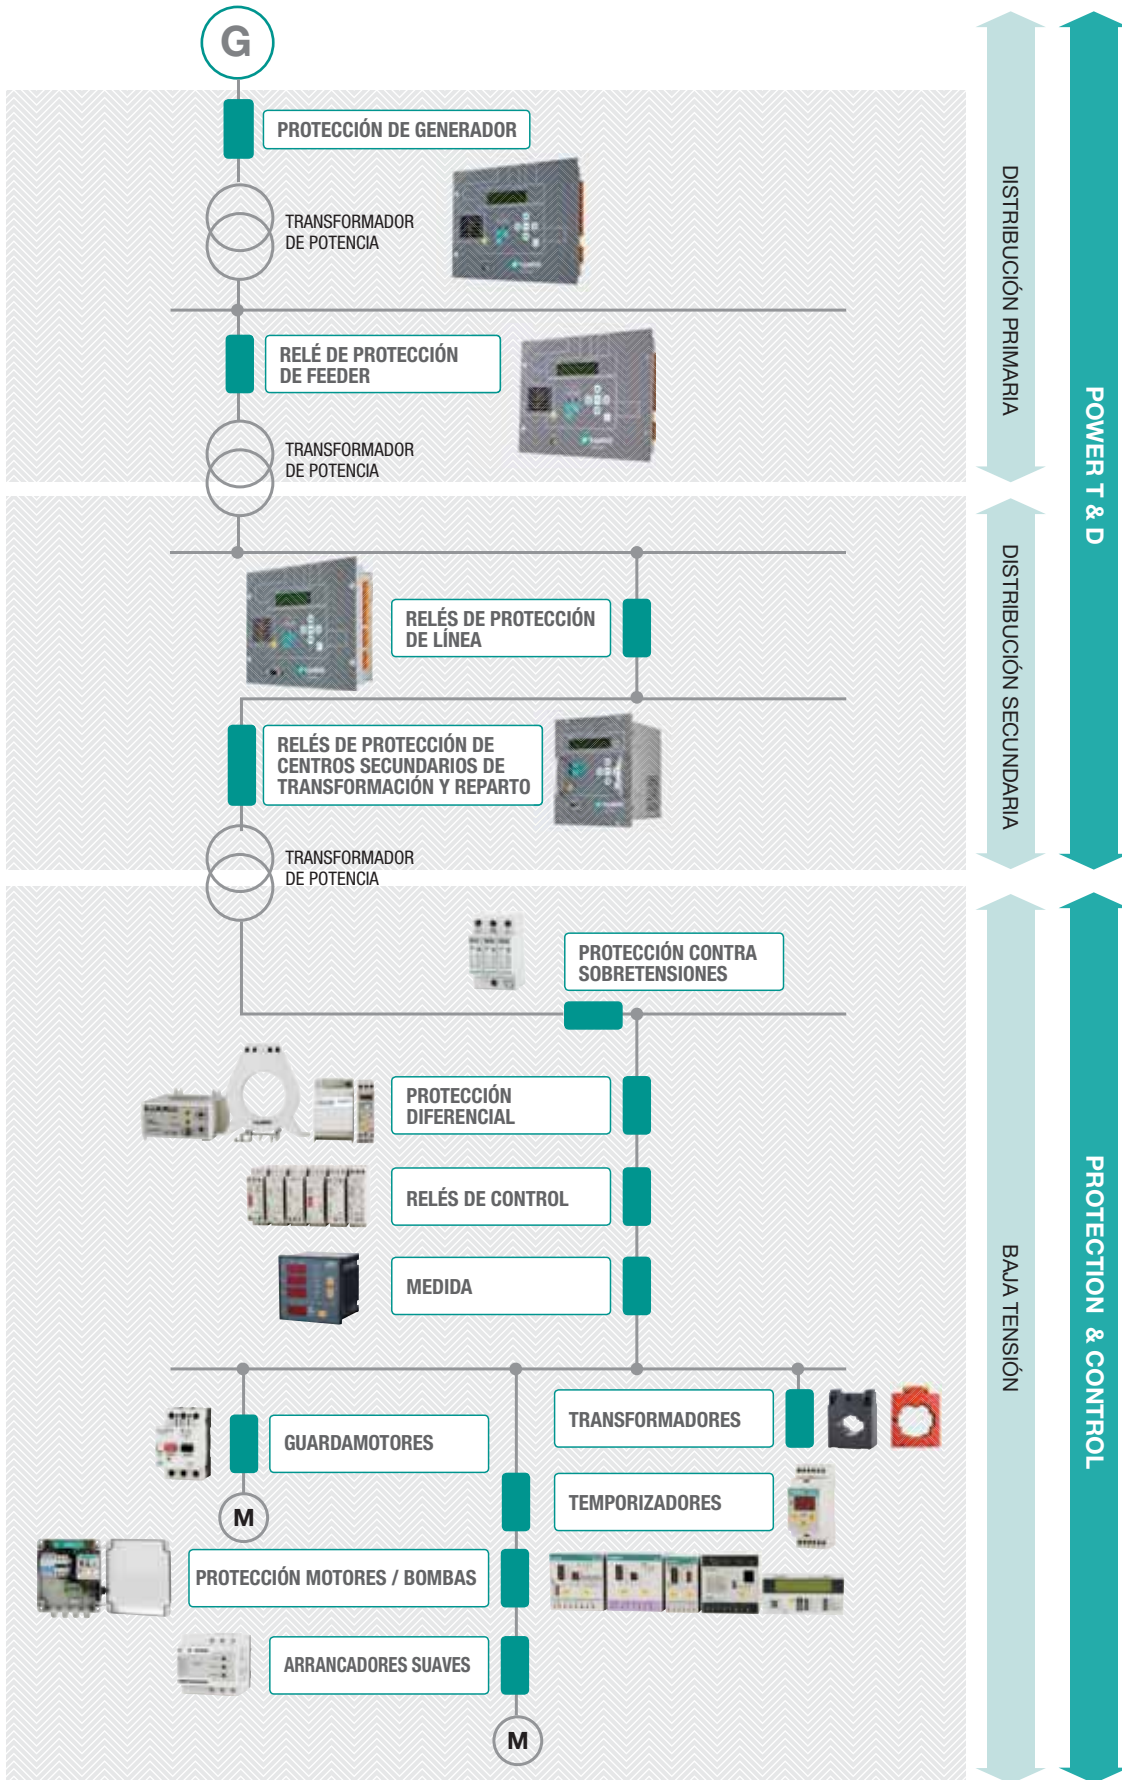 G
PROTECCIÓN DE GENERADOR
TRANSFORMADOR
DE POTENCIA
RELÉ DE PROTECCIÓN
DE FEEDER
TRANSFORMADOR
DE POTENCIA
DISTRIBUCIÓN PRIMARIA
POWER T & D
RELÉS DE PROTECCIÓN
DE LÍNEA
RELÉS DE PROTECCIÓN DE
CENTROS SECUNDARIOS DE
TRANSFORMACIÓN Y REPARTO
TRANSFORMADOR
DE POTENCIA
DISTRIBUCIÓN SECUNDARIA
PROTECCIÓN CONTRA
SOBRETENSIONES
PROTECCIÓN
DIFERENCIAL
RELÉS DE CONTROL
MEDIDA
BAJA TENSIÓN
PROTECTION & CONTROL
TRANSFORMADORES
GUARDAMOTORES
M
TEMPORIZADORES
PROTECCIÓN MOTORES / BOMBAS
ARRANCADORES SUAVES
M